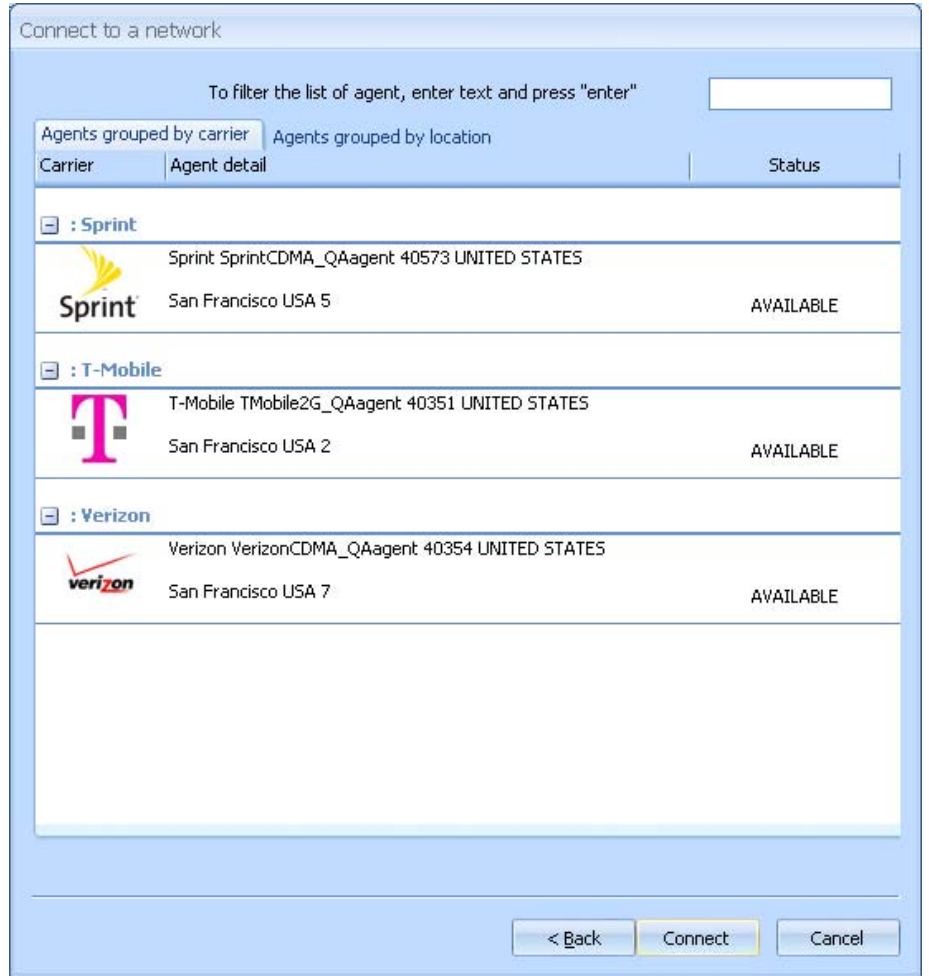 Connect to a network
To filter the list of agent, enter text and press "enter"
Agents grouped by carrier Agents grouped by location
Carrier Agent detail Status
: Sprint
Sprint SprintCDMA_QAagent 40573 UNITED STATES
Sprint San Francisco USA 5 AVAILABLE
: T-Mobile
T-Mobile TMobile2G_QAagent 40351 UNITED STATES
T San Francisco USA 2 AVAILABLE
: Verizon
Verizon VerizonCDMA_QAagent 40354 UNITED STATES
verizon San Francisco USA 7 AVAILABLE
< Back Connect Cancel